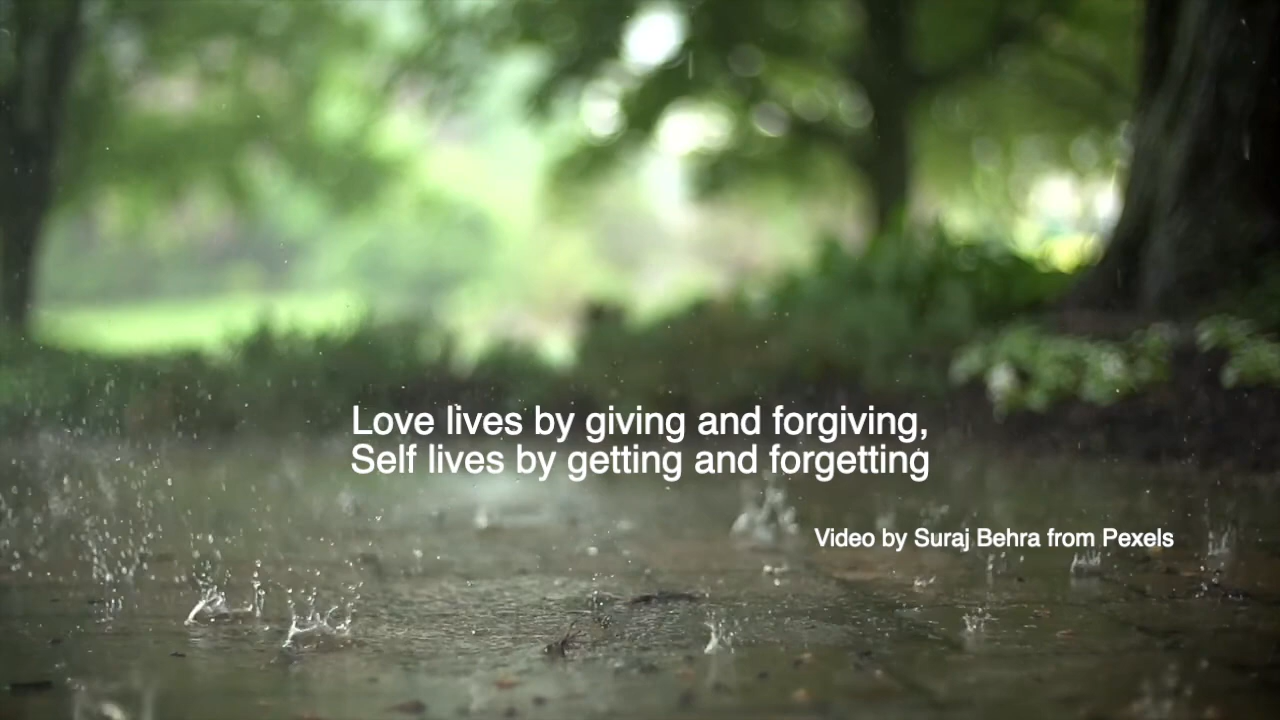 Love lives by giving and forgiving,
Self lives by getting and forgetting
Video by Suraj Behra from Pexels